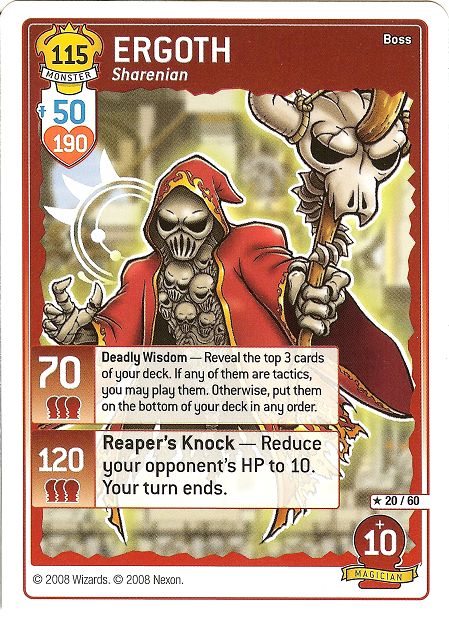 115
MONSTER
ERGOTH
Boss
Sharenian
50
190
70
Deadly Wisdom — Reveal the top 3 cards
of your deck. If any of them are tactics,
you may play them. Otherwise, put them
on the bottom of your deck in any order.
120
Reaper's Knock — Reduce
your opponent's HP to 10.
Your turn ends.
★ 20 / 60
+
10
MAGICIAN
© 2008 Wizards. © 2008 Nexon.